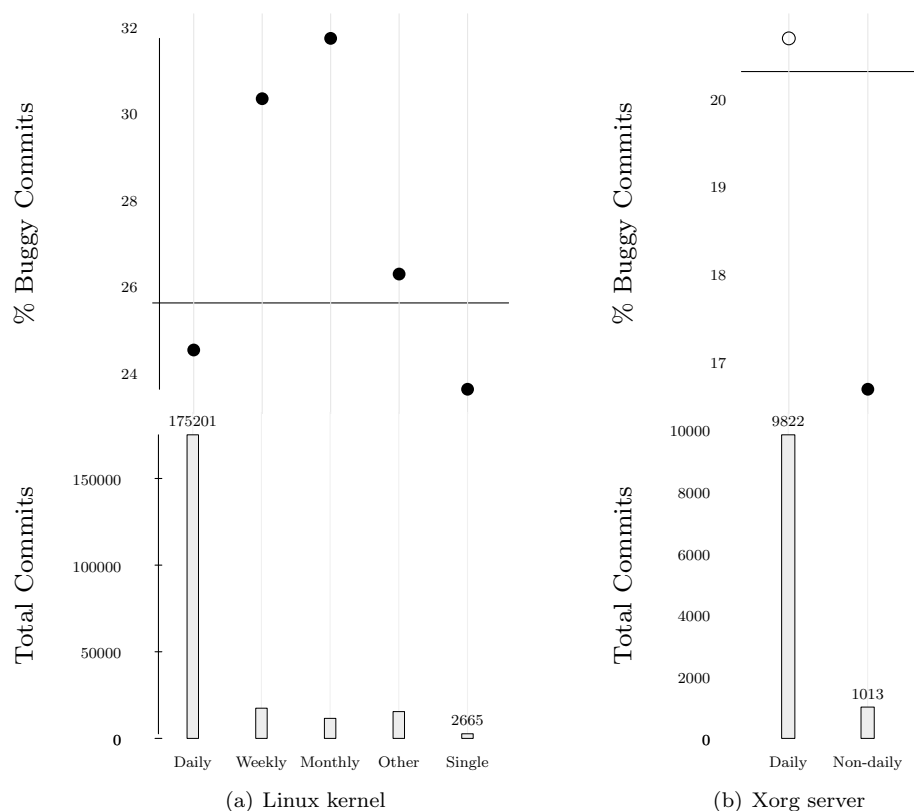 % Buggy Commits
32
30
28
26
24
Total Commits
150000
100000
50000
0
175201
2665
Daily Weekly Monthly Other Single
(a) Linux kernel
% Buggy Commits
20
19
18
17
Total Commits
10000
8000
6000
4000
2000
0
9822
1013
Daily Non-daily
(b) Xorg server